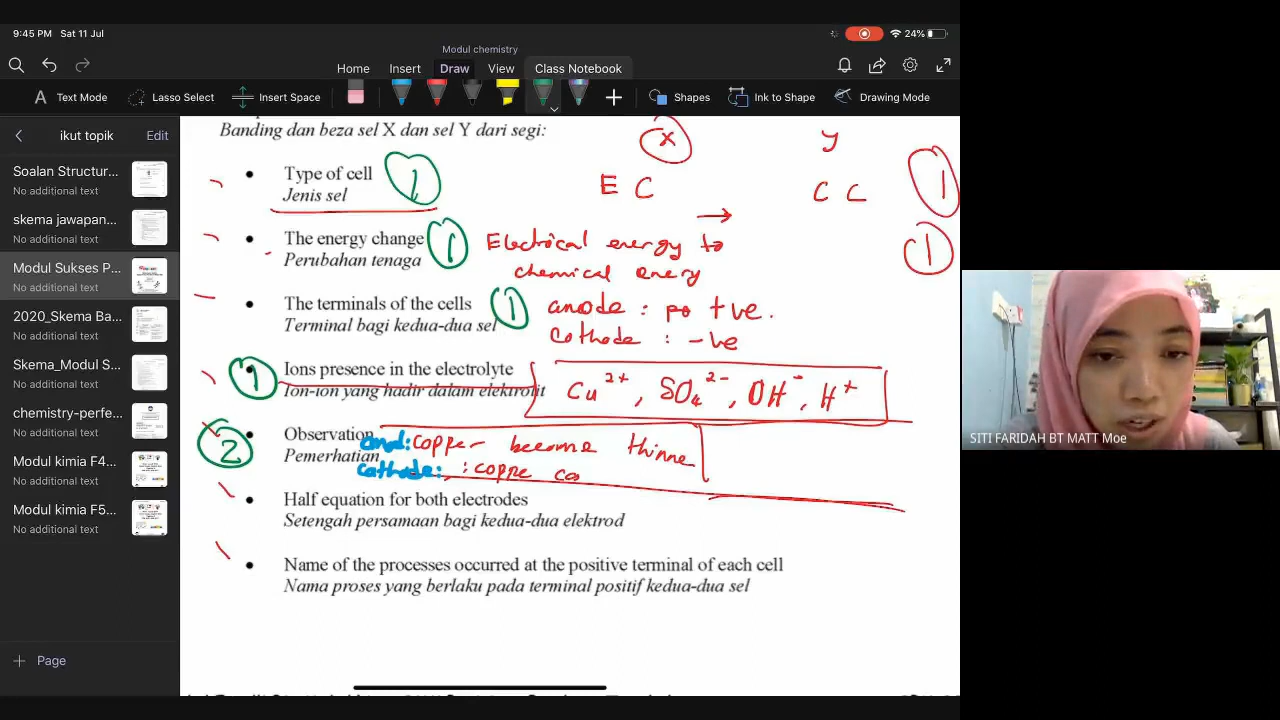 9:45 PM Sat 11 Jul
24%
Modul chemistry
Home Insert Draw View Class Notebook
Text Mode Lasso Select Insert Space Shapes Ink to Shape Drawing Mode
ikut topik Edit
Soalan Structur...
No additional text
skema jawapan...
No additional text
Modul Sukses P...
No additional text
2020_Skema Ba...
No additional text
Skema_Modul S...
No additional text
chemistry-perfe...
No additional text
Modul kimia F4...
No additional text
Modul kimia F5...
No additional text
Page
Banding dan beza sel X dan sel Y dari segi:
X y
Type of cell 1
Jenis sel
E C C C 1
The energy change 1 Electrical energy to 1
Perubahan tenaga chemical enery
The terminals of the cells 1 anode : po +ve.
Terminal bagi kedua-dua sel cathode : -ve
1 Ions presence in the electrolyte
Ion-ion yang hadir dalam elektrolit
Cu2+, SO4 2-, OH-, H+
2 Observation
Pemerhatian
anod: copper become thinne
cathode: : coppe co
Half equation for both electrodes
Setengah persamaan bagi kedua-dua elektrod
Name of the processes occurred at the positive terminal of each cell
Nama proses yang berlaku pada terminal positif kedua-dua sel
SITI FARIDAH BT MATT Moe